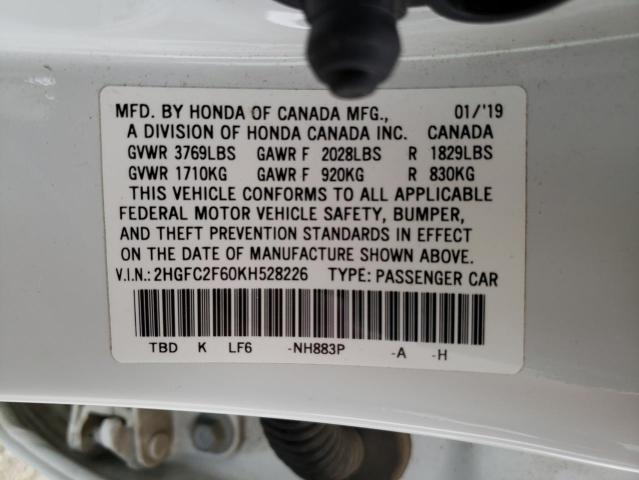 MFD. BY HONDA OF CANADA MFG., 01/'19
A DIVISION OF HONDA CANADA INC. CANADA
GVWR 3769LBS GAWR F 2028LBS R 1829LBS
GVWR 1710KG GAWR F 920KG R 830KG
THIS VEHICLE CONFORMS TO ALL APPLICABLE
FEDERAL MOTOR VEHICLE SAFETY, BUMPER,
AND THEFT PREVENTION STANDARDS IN EFFECT
ON THE DATE OF MANUFACTURE SHOWN ABOVE.
V.I.N.: 2HGFC2F60KH528226 TYPE: PASSENGER CAR
TBD K LF6 -NH883P -A -H